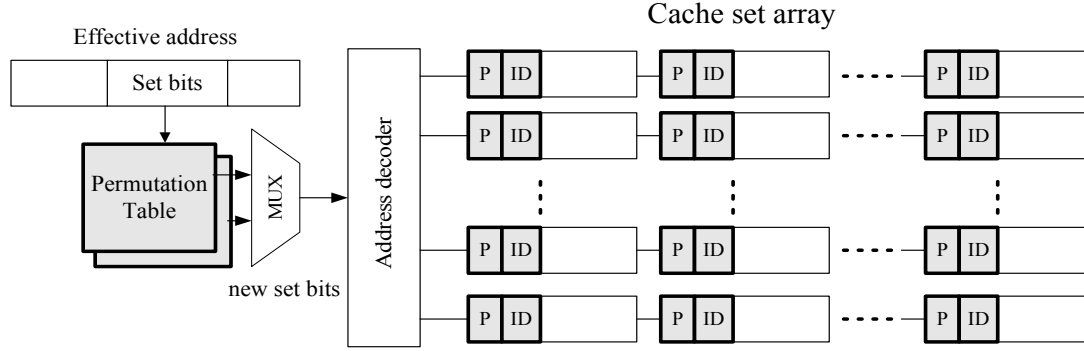 Cache set array
Effective address
Set bits
Permutation
Table
MUX
new set bits
Address decoder
P ID P ID P ID
P ID P ID P ID
P ID P ID P ID
P ID P ID P ID